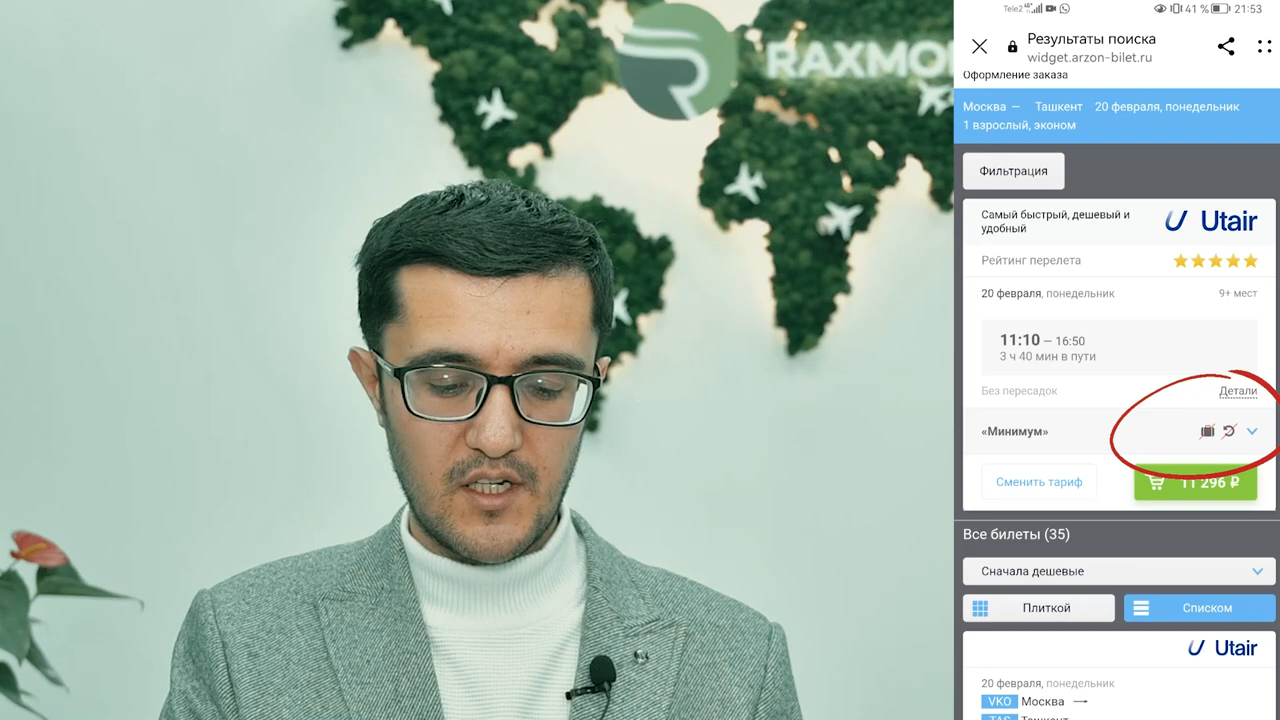 RAXMO
Tele2 41 % 21:53
Результаты поиска
widget.arzon-bilet.ru
Оформление заказа
Москва — Ташкент 20 февраля, понедельник
1 взрослый, эконом
Фильтрация
Самый быстрый, дешевый и
удобный
Utair
Рейтинг перелета
20 февраля, понедельник 9+ мест
11:10 — 16:50
3 ч 40 мин в пути
Без пересадок Детали
«Минимум»
Сменить тариф 11 296 ₽
Все билеты (35)
Сначала дешевые
Плиткой Списком
Utair
20 февраля, понедельник
VKO Москва →
TAS Ташкент